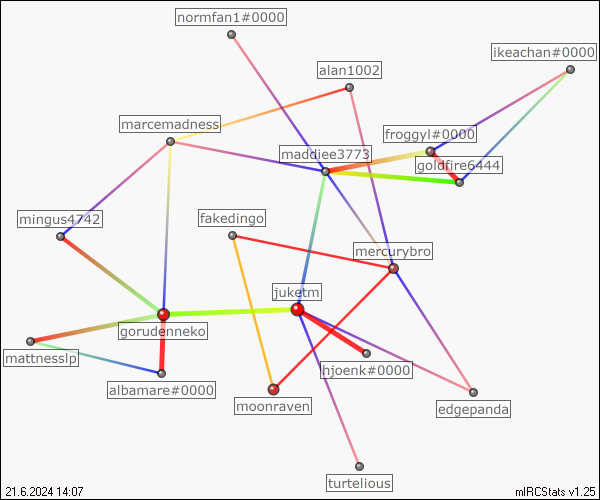 normfan1#0000
ikeachan#0000
alan1002
marcemadness
froggyl#0000
maddiee3773
goldfire6444
mingus4742
fakedingo
mercurybro
juketm
gorudenneko
mattnesslp
hjoenk#0000
albamare#0000
moonraven
edgepanda
turtelious
21.6.2024 14:07
mIRCStats v1.25